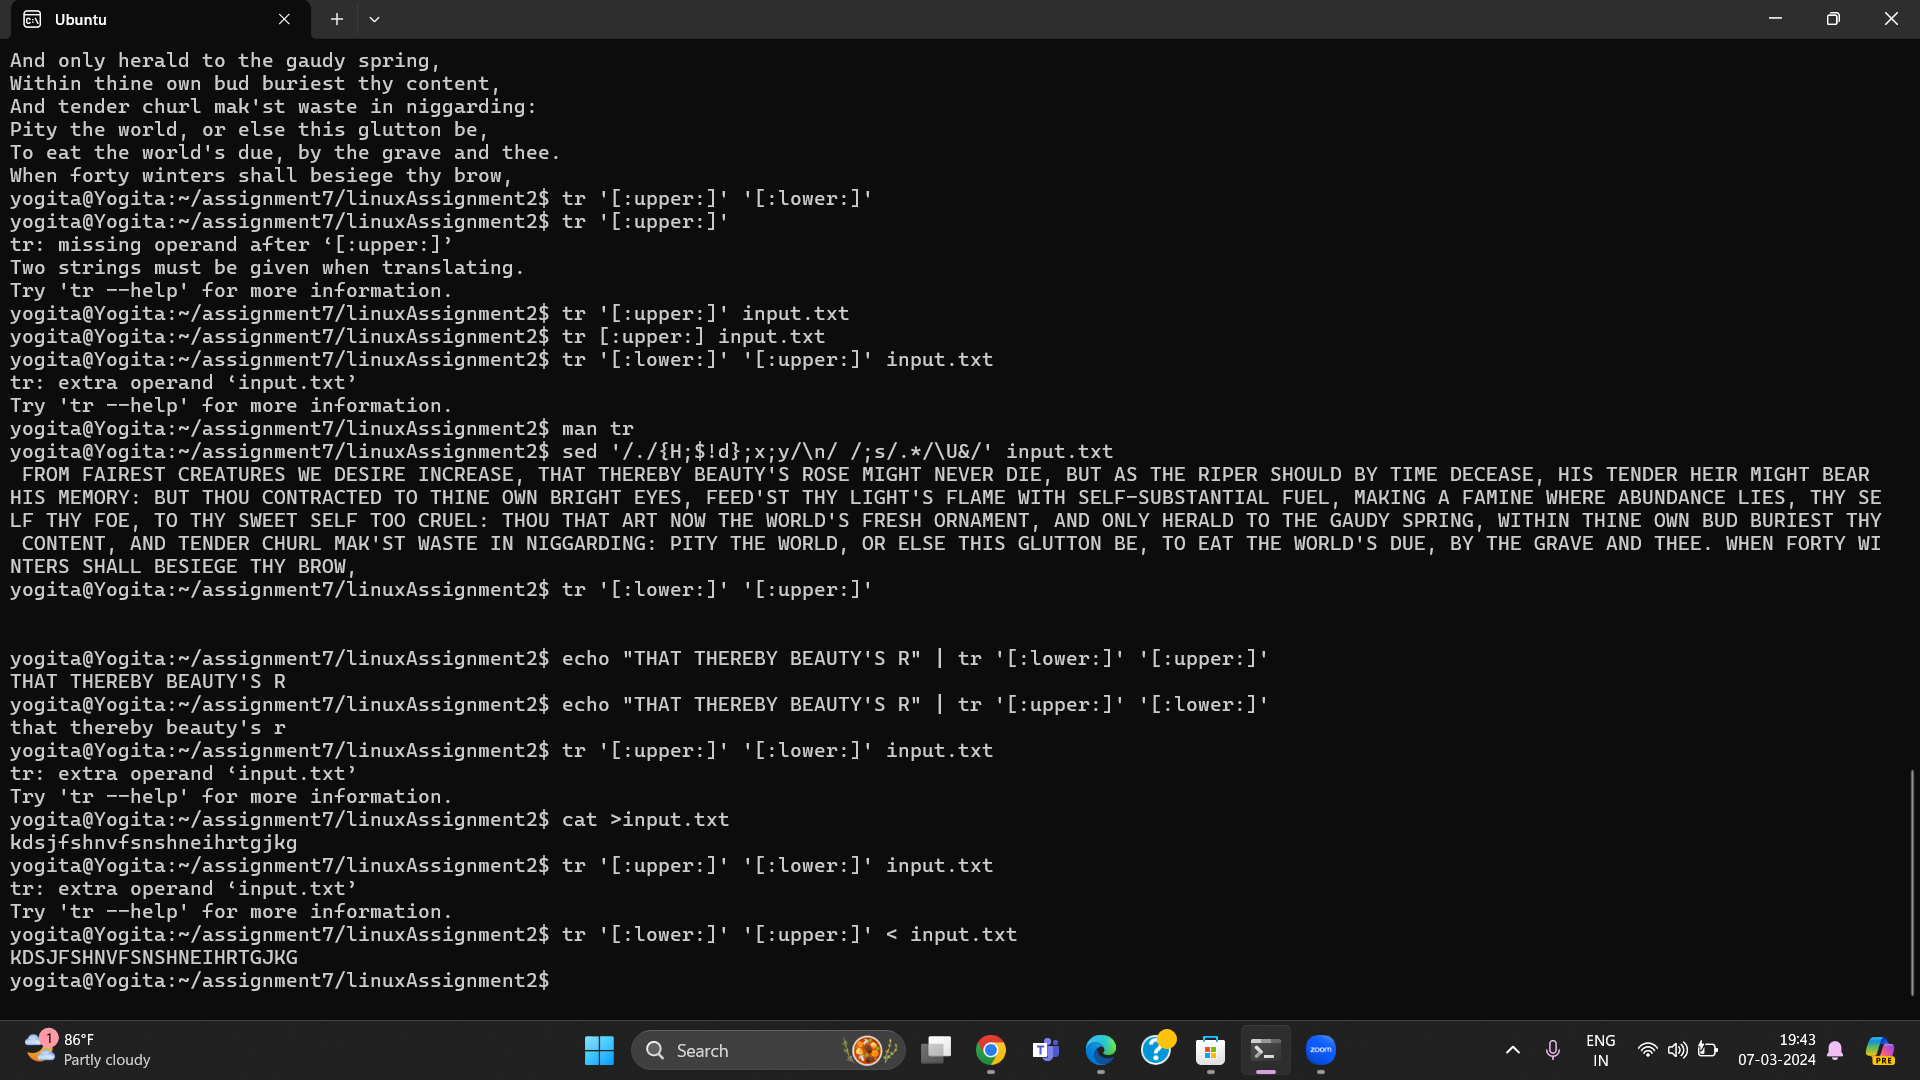 Ubuntu
And only herald to the gaudy spring,
Within thine own bud buriest thy content,
And tender churl mak'st waste in niggarding:
Pity the world, or else this glutton be,
To eat the world's due, by the grave and thee.
When forty winters shall besiege thy brow,
yogita@Yogita:~/assignment7/linuxAssignment2$ tr '[:upper:]' '[:lower:]'
yogita@Yogita:~/assignment7/linuxAssignment2$ tr '[:upper:]'
tr: missing operand after ‘[:upper:]’
Two strings must be given when translating.
Try 'tr --help' for more information.
yogita@Yogita:~/assignment7/linuxAssignment2$ tr '[:upper:]' input.txt
yogita@Yogita:~/assignment7/linuxAssignment2$ tr [:upper:] input.txt
yogita@Yogita:~/assignment7/linuxAssignment2$ tr '[:lower:]' '[:upper:]' input.txt
tr: extra operand ‘input.txt’
Try 'tr --help' for more information.
yogita@Yogita:~/assignment7/linuxAssignment2$ man tr
yogita@Yogita:~/assignment7/linuxAssignment2$ sed '/./{H;$!d};x;y/\n/ /;s/.*/\U&/' input.txt
 FROM FAIREST CREATURES WE DESIRE INCREASE, THAT THEREBY BEAUTY'S ROSE MIGHT NEVER DIE, BUT AS THE RIPER SHOULD BY TIME DECEASE, HIS TENDER HEIR MIGHT BEAR
HIS MEMORY: BUT THOU CONTRACTED TO THINE OWN BRIGHT EYES, FEED'ST THY LIGHT'S FLAME WITH SELF-SUBSTANTIAL FUEL, MAKING A FAMINE WHERE ABUNDANCE LIES, THY SE
LF THY FOE, TO THY SWEET SELF TOO CRUEL: THOU THAT ART NOW THE WORLD'S FRESH ORNAMENT, AND ONLY HERALD TO THE GAUDY SPRING, WITHIN THINE OWN BUD BURIEST THY
 CONTENT, AND TENDER CHURL MAK'ST WASTE IN NIGGARDING: PITY THE WORLD, OR ELSE THIS GLUTTON BE, TO EAT THE WORLD'S DUE, BY THE GRAVE AND THEE. WHEN FORTY WI
NTERS SHALL BESIEGE THY BROW,
yogita@Yogita:~/assignment7/linuxAssignment2$ tr '[:lower:]' '[:upper:]'
yogita@Yogita:~/assignment7/linuxAssignment2$ echo "THAT THEREBY BEAUTY'S R" | tr '[:lower:]' '[:upper:]'
THAT THEREBY BEAUTY'S R
yogita@Yogita:~/assignment7/linuxAssignment2$ echo "THAT THEREBY BEAUTY'S R" | tr '[:upper:]' '[:lower:]'
that thereby beauty's r
yogita@Yogita:~/assignment7/linuxAssignment2$ tr '[:upper:]' '[:lower:]' input.txt
tr: extra operand ‘input.txt’
Try 'tr --help' for more information.
yogita@Yogita:~/assignment7/linuxAssignment2$ cat >input.txt
kdsjfshnvfsnshneihrtgjkg
yogita@Yogita:~/assignment7/linuxAssignment2$ tr '[:upper:]' '[:lower:]' input.txt
tr: extra operand ‘input.txt’
Try 'tr --help' for more information.
yogita@Yogita:~/assignment7/linuxAssignment2$ tr '[:lower:]' '[:upper:]' < input.txt
KDSJFSHNVFSNSHNEIHRTGJKG
yogita@Yogita:~/assignment7/linuxAssignment2$
1 86°F
Partly cloudy
Search
zoom
ENG
IN
19:43
07-03-2024
PRE